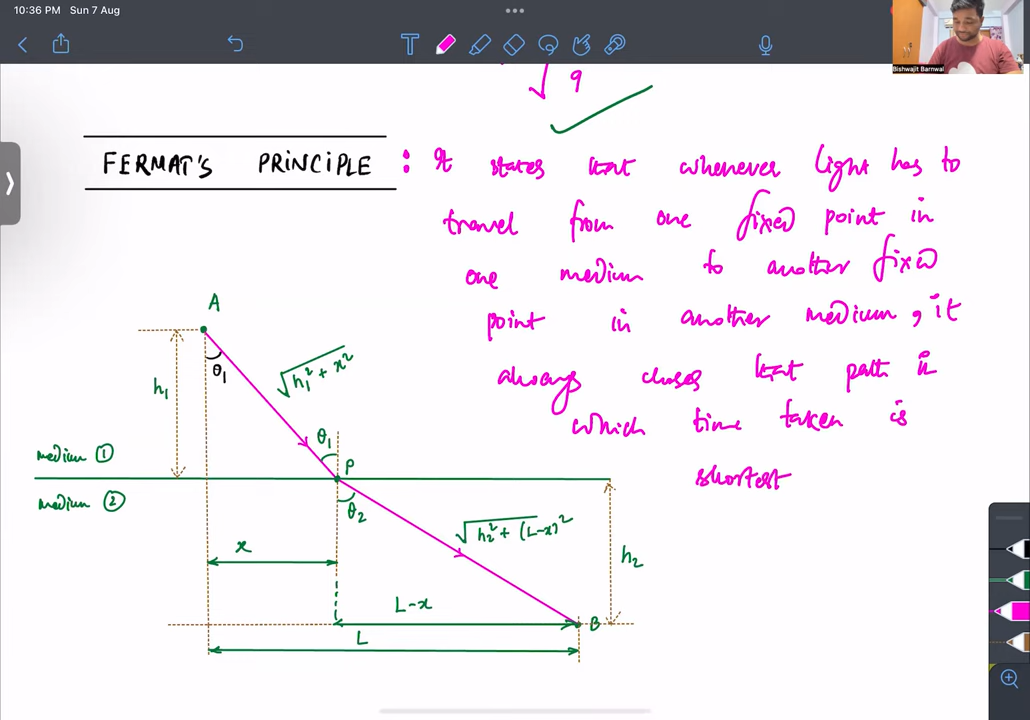 10:36 PM Sun 7 Aug
Bishwajit Barnwal
√9
FERMAT'S PRINCIPLE : It states that whenever light has to
travel from one fixed point in
one medium to another fixed
point in another medium, it
always choses that path in
which time taken is
shortest
A
θ₁
h₁
√h₁² + x²
medium ①
θ₁
P
medium ②
θ₂
x
√h₂² + (L-x)²
h₂
L-x
B
L